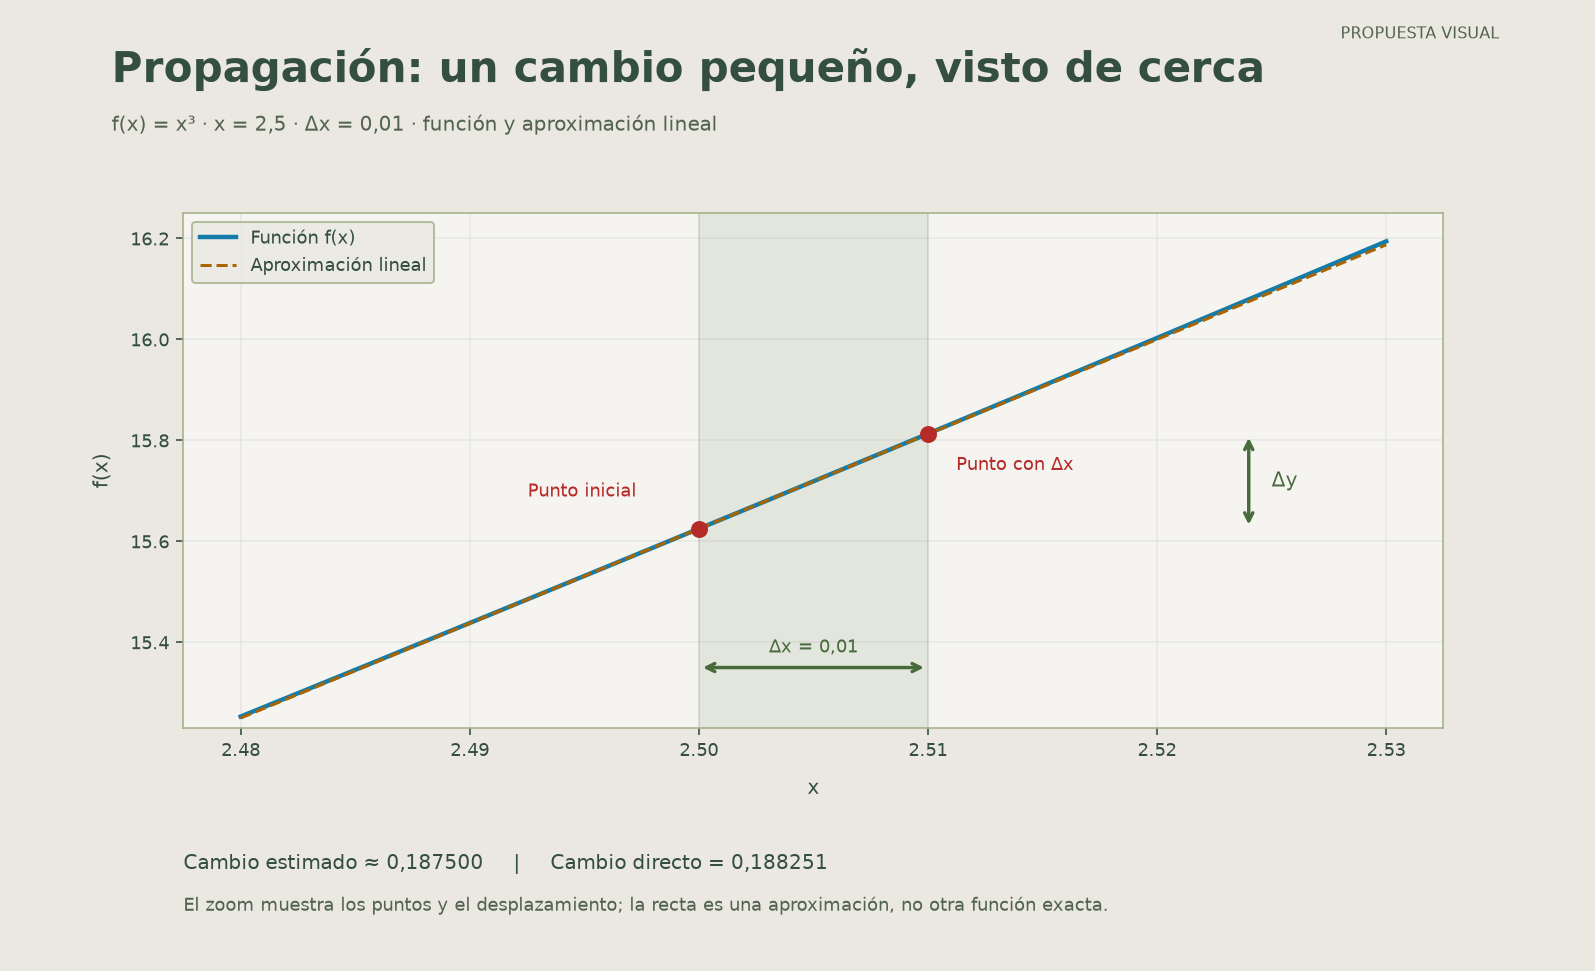 PROPUESTA VISUAL
Propagación: un cambio pequeño, visto de cerca
f(x) = x³ · x = 2,5 · Δx = 0,01 · función y aproximación lineal
Función f(x)
Aproximación lineal
16.2
16.0
15.8
15.6
15.4
f(x)
Punto inicial
Punto con Δx
Δy
Δx = 0,01
2.48 2.49 2.50 2.51 2.52 2.53
x
Cambio estimado ≈ 0,187500 | Cambio directo = 0,188251
El zoom muestra los puntos y el desplazamiento; la recta es una aproximación, no otra función exacta.